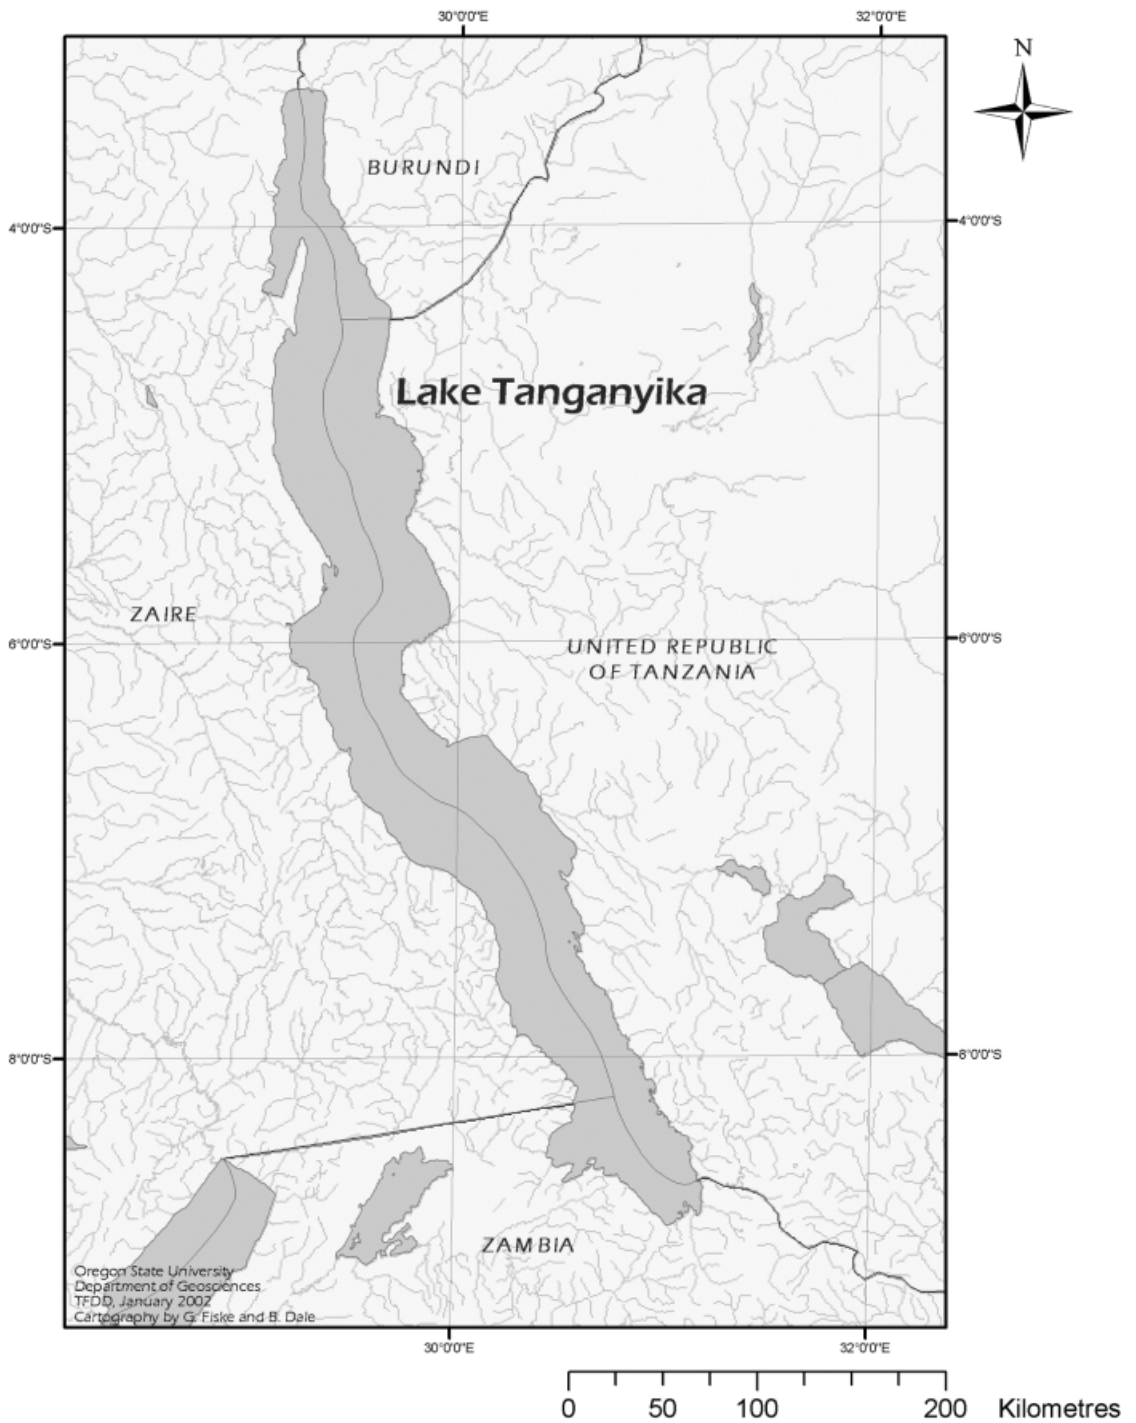 30°0'0"E
32°0'0"E
N
BURUNDI
4°0'0"S
4°0'0"S
Lake Tanganyika
ZAIRE
6°0'0"S
6°0'0"S
UNITED REPUBLIC
OF TANZANIA
8°0'0"S
8°0'0"S
ZAMBIA
Oregon State University
Department of Geosciences
TFDD, January 2002
Cartography by G. Fiske and B. Dale
30°0'0"E
32°0'0"E
0 50 100 200 Kilometres